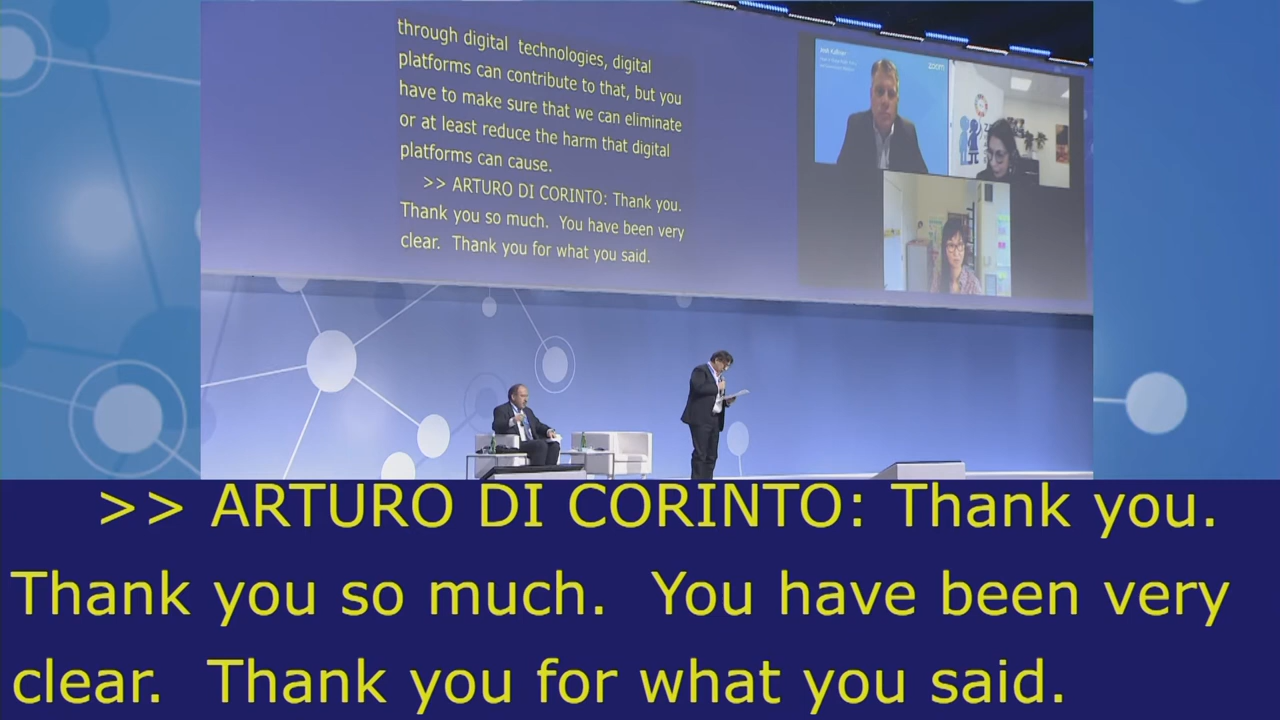 through digital  technologies, digital
platforms can contribute to that, but you
have to make sure that we can eliminate
or at least reduce the harm that digital
platforms can cause.
>> ARTURO DI CORINTO: Thank you.
Thank you so much.  You have been very
clear.  Thank you for what you said.
zoom
>> ARTURO DI CORINTO: Thank you.
Thank you so much.  You have been very
clear.  Thank you for what you said.